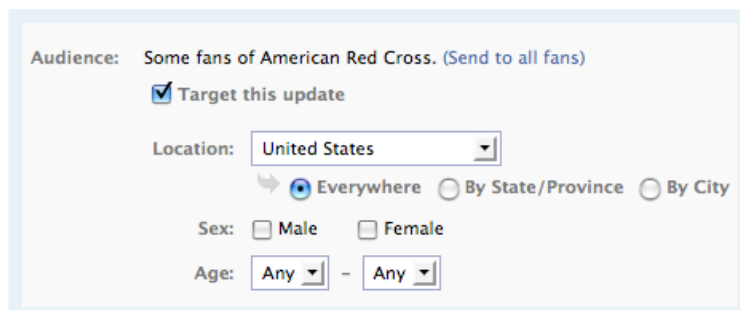 Audience: Some fans of American Red Cross. (Send to all fans)
Target this update
Location: United States
Everywhere By State/Province By City
Sex: Male Female
Age: Any – Any